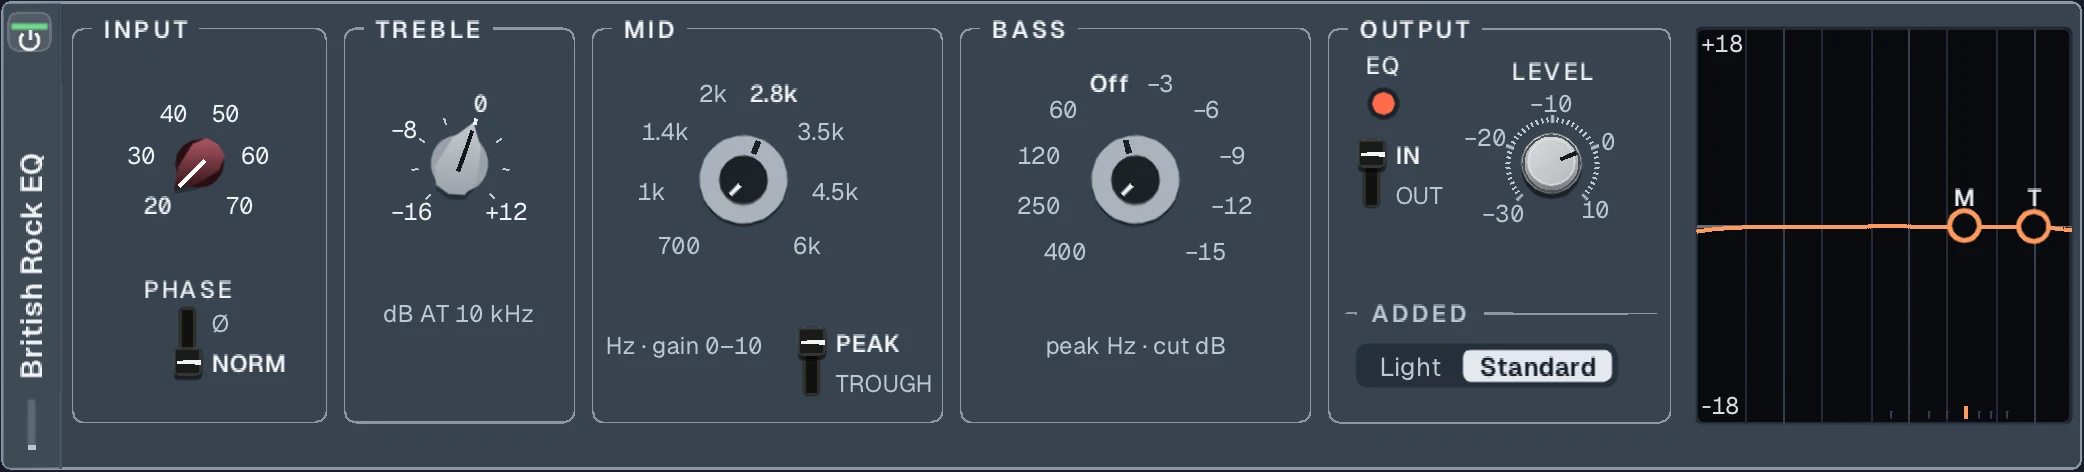 British Rock EQ
INPUT
40 50
30 60
20 70
PHASE
Ø
NORM
TREBLE
0
-8
-16 +12
dB AT 10 kHz
MID
2k 2.8k
1.4k 3.5k
1k 4.5k
700 6k
Hz · gain 0–10
PEAK
TROUGH
BASS
Off -3
60 -6
120 -9
250 -12
400 -15
peak Hz · cut dB
OUTPUT
EQ
IN
OUT
LEVEL
-10
-20 0
-30 10
ADDED
Light Standard
+18
M T
-18